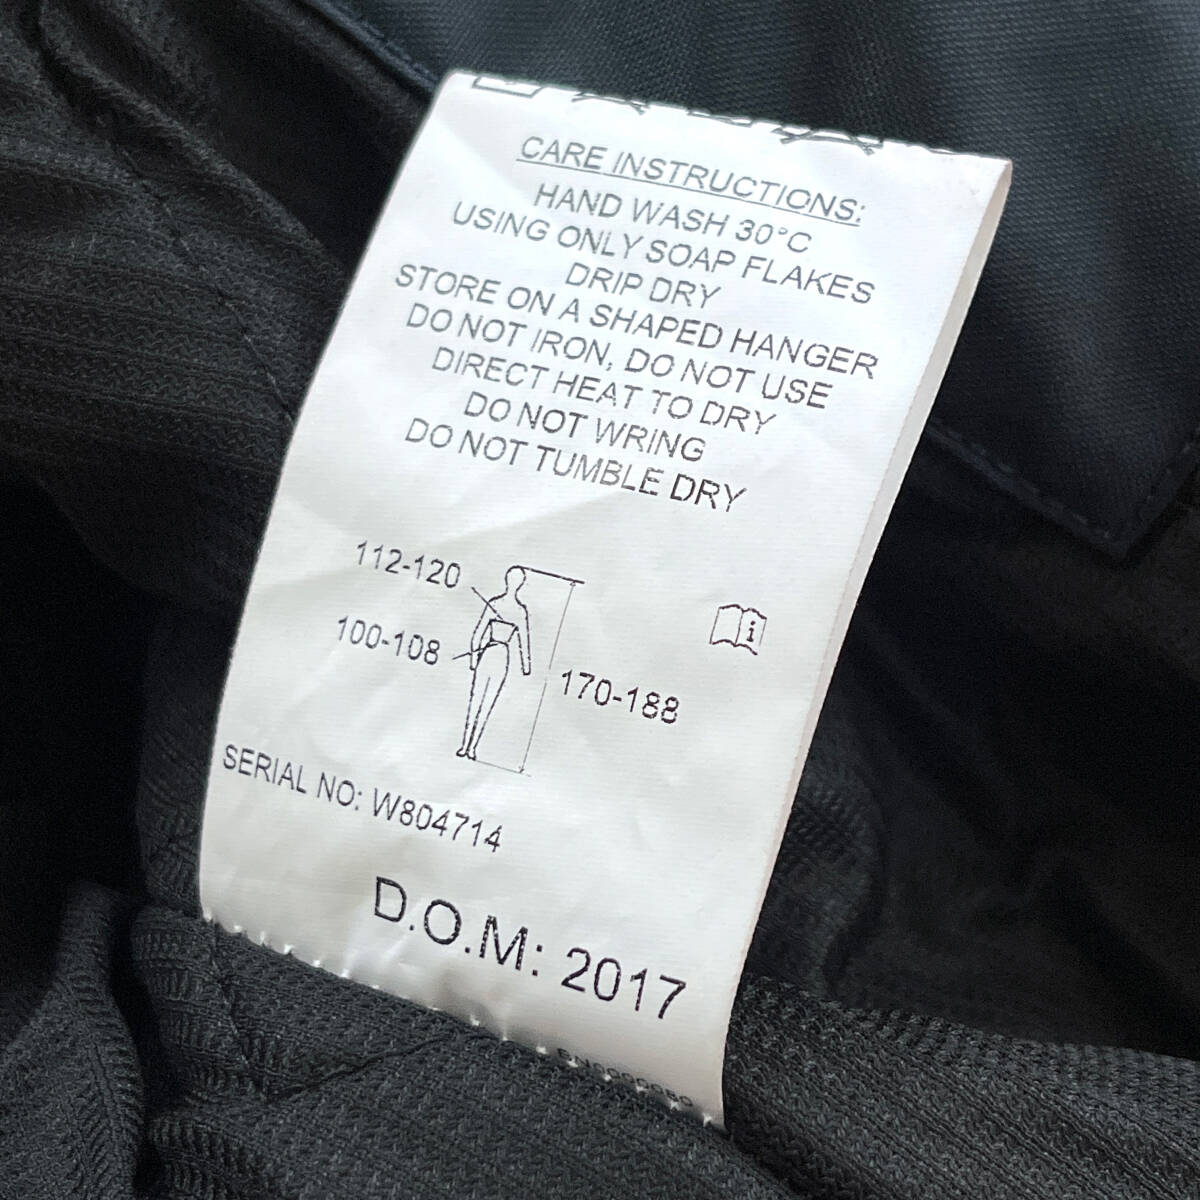 CARE INSTRUCTIONS:
HAND WASH 30°C
USING ONLY SOAP FLAKES
DRIP DRY
STORE ON A SHAPED HANGER
DO NOT IRON, DO NOT USE
DIRECT HEAT TO DRY
DO NOT WRING
DO NOT TUMBLE DRY
112-120
100-108
170-188
i
SERIAL NO: W804714
D.O.M: 2017